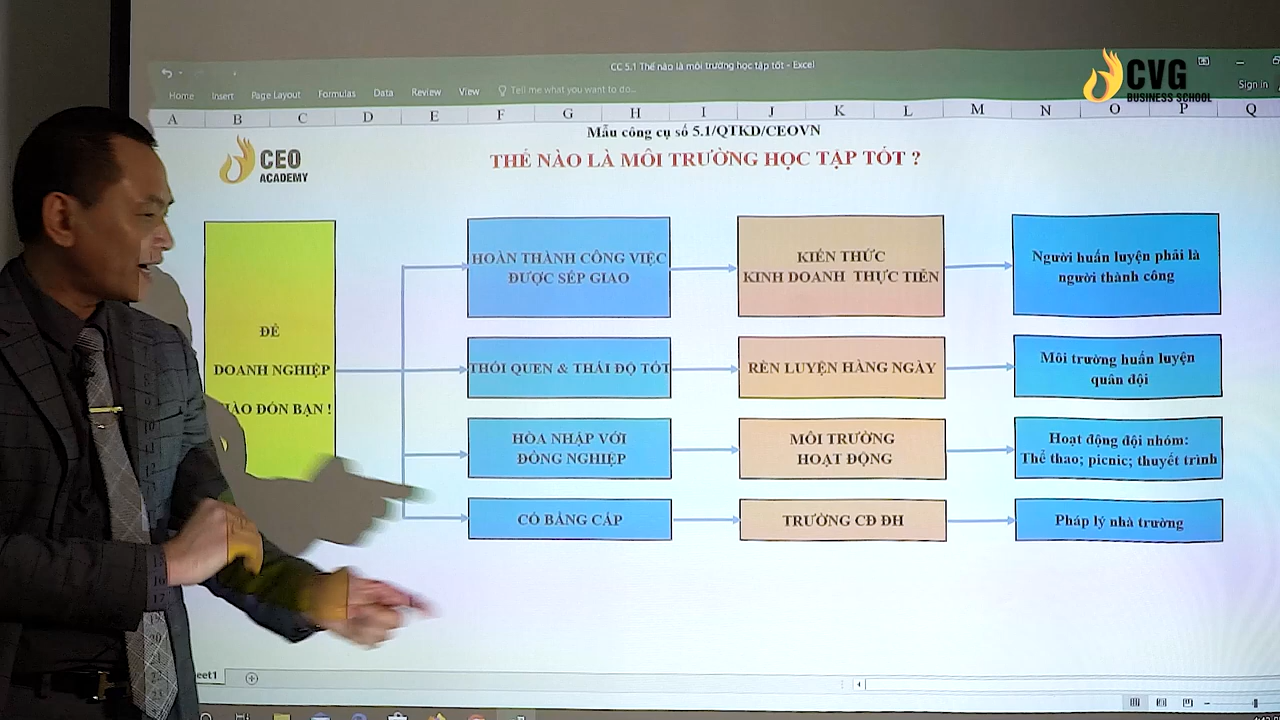 CC 5.1 Thế nào là môi trường học tập tốt - Excel
CVG
BUSINESS SCHOOL
Sign in
Home Insert Page Layout Formulas Data Review View Tell me what you want to do...
A B C D E F G H I J K L M N O P Q
Mẫu công cụ số 5.1/QTKD/CEOVN
THẾ NÀO LÀ MÔI TRƯỜNG HỌC TẬP TỐT ?
CEO
ACADEMY
ĐỂ
DOANH NGHIỆP
ÀO ĐÓN BẠN !
HOÀN THÀNH CÔNG VIỆC
ĐƯỢC SẾP GIAO
KIẾN THỨC
KINH DOANH THỰC TIỄN
Người huấn luyện phải là
người thành công
THÓI QUEN & THÁI ĐỘ TỐT
RÈN LUYỆN HÀNG NGÀY
Môi trường huấn luyện
quân đội
HÒA NHẬP VỚI
ĐỒNG NGHIỆP
MÔI TRƯỜNG
HOẠT ĐỘNG
Hoạt động đội nhóm:
Thể thao; picnic; thuyết trình
CÓ BẰNG CẤP
TRƯỜNG CĐ ĐH
Pháp lý nhà trường
eet1